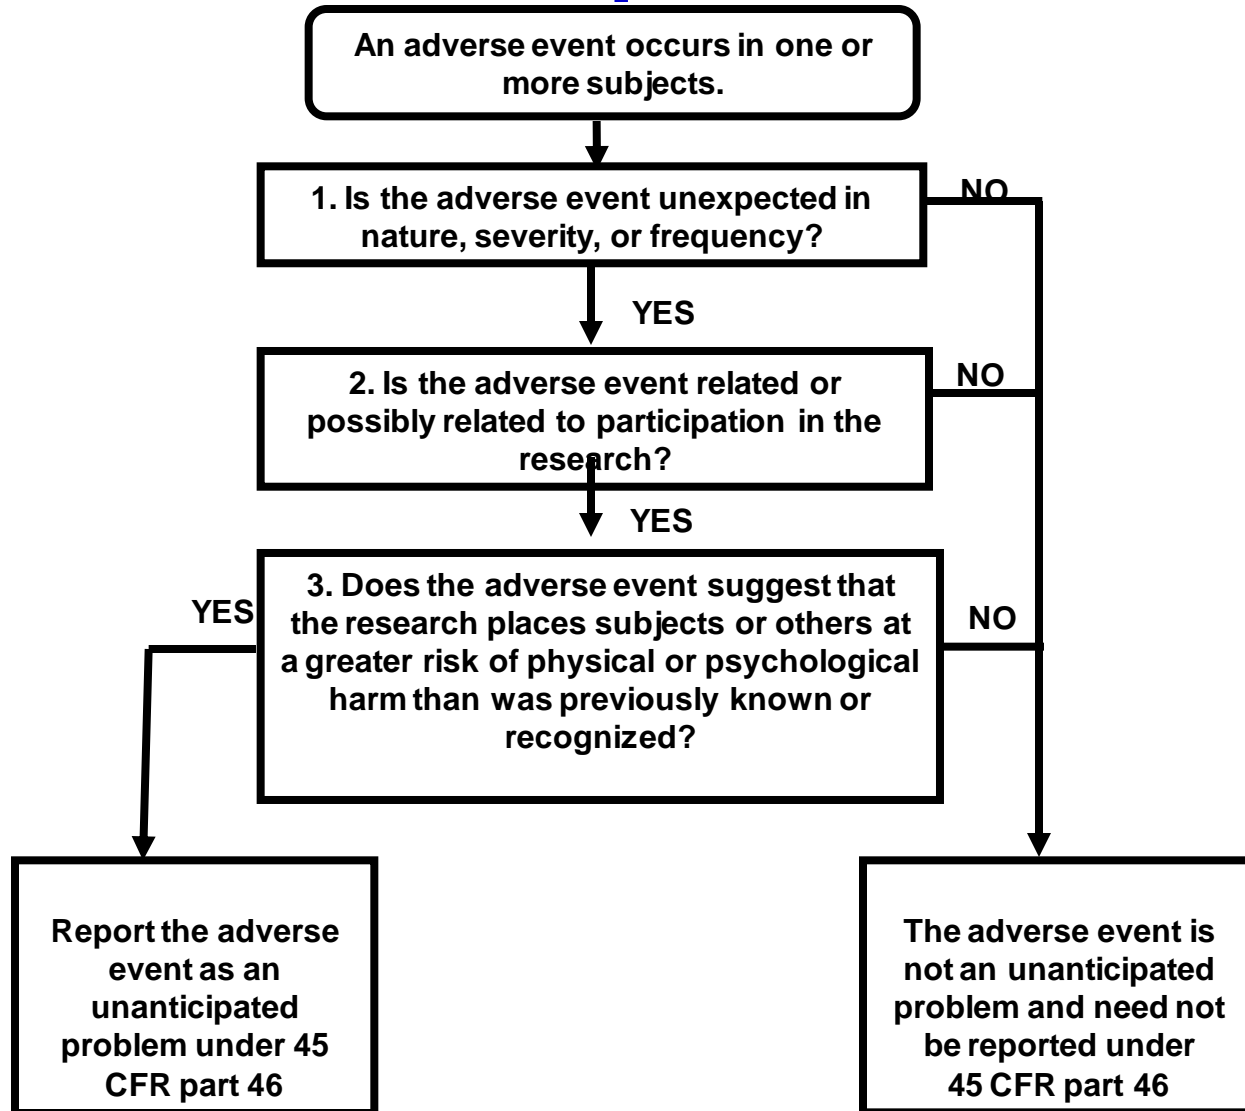 An adverse event occurs in one or
more subjects.
1. Is the adverse event unexpected in
nature, severity, or frequency?
NO
YES
2. Is the adverse event related or
possibly related to participation in the
research?
NO
YES
3. Does the adverse event suggest that
the research places subjects or others at
a greater risk of physical or psychological
harm than was previously known or
recognized?
YES
NO
Report the adverse
event as an
unanticipated
problem under 45
CFR part 46
The adverse event is
not an unanticipated
problem and need not
be reported under
45 CFR part 46